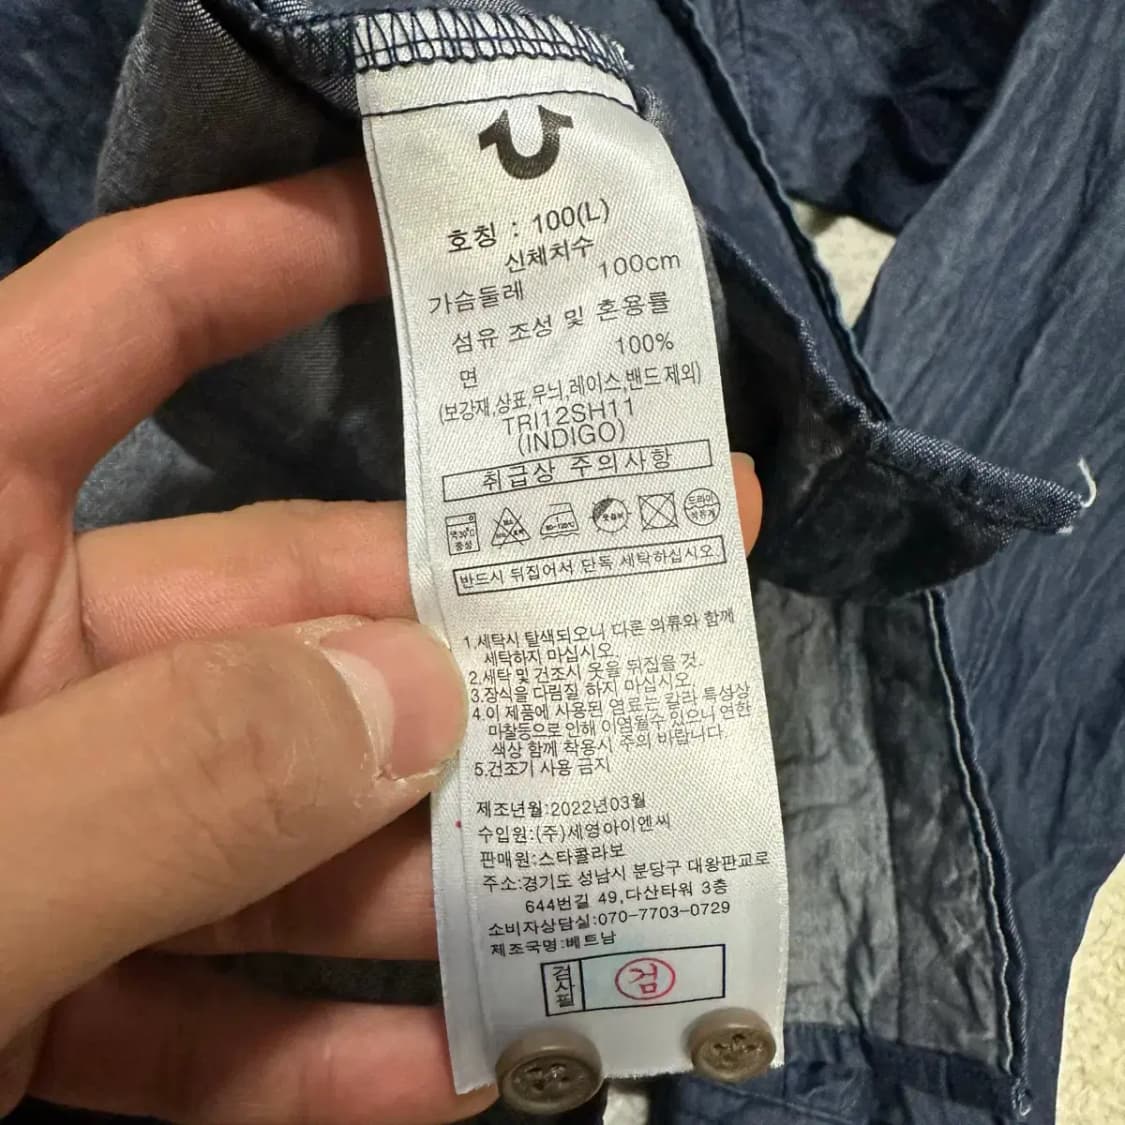 호칭 : 100(L)
신체치수
가슴둘레 100cm
섬유 조성 및 혼용률
면 100%
(보강재,상표,무늬,레이스,밴드 제외)
TRI12SH11
(INDIGO)
취급상 주의사항
약30℃
중성
80~120℃
드라이
반드시 뒤집어서 단독 세탁하십시오.
1.세탁시 탈색되오니 다른 의류와 함께
세탁하지 마십시오.
2.세탁 및 건조시 옷을 뒤집을 것.
3.장식을 다림질 하지 마십시오
4.이 제품에 사용된 염료는 칼라 특성상
마찰등으로 인해 이염될수 있으니 연한
색상 함께 착용시 주의 바랍니다.
5.건조기 사용 금지
제조년월:2022년03월
수입원:(주)세영아이엔씨
판매원:스타콜라보
주소:경기도 성남시 분당구 대왕판교로
644번길 49,다산타워 3층
소비자상담실:070-7703-0729
제조국명:베트남
검사필
검